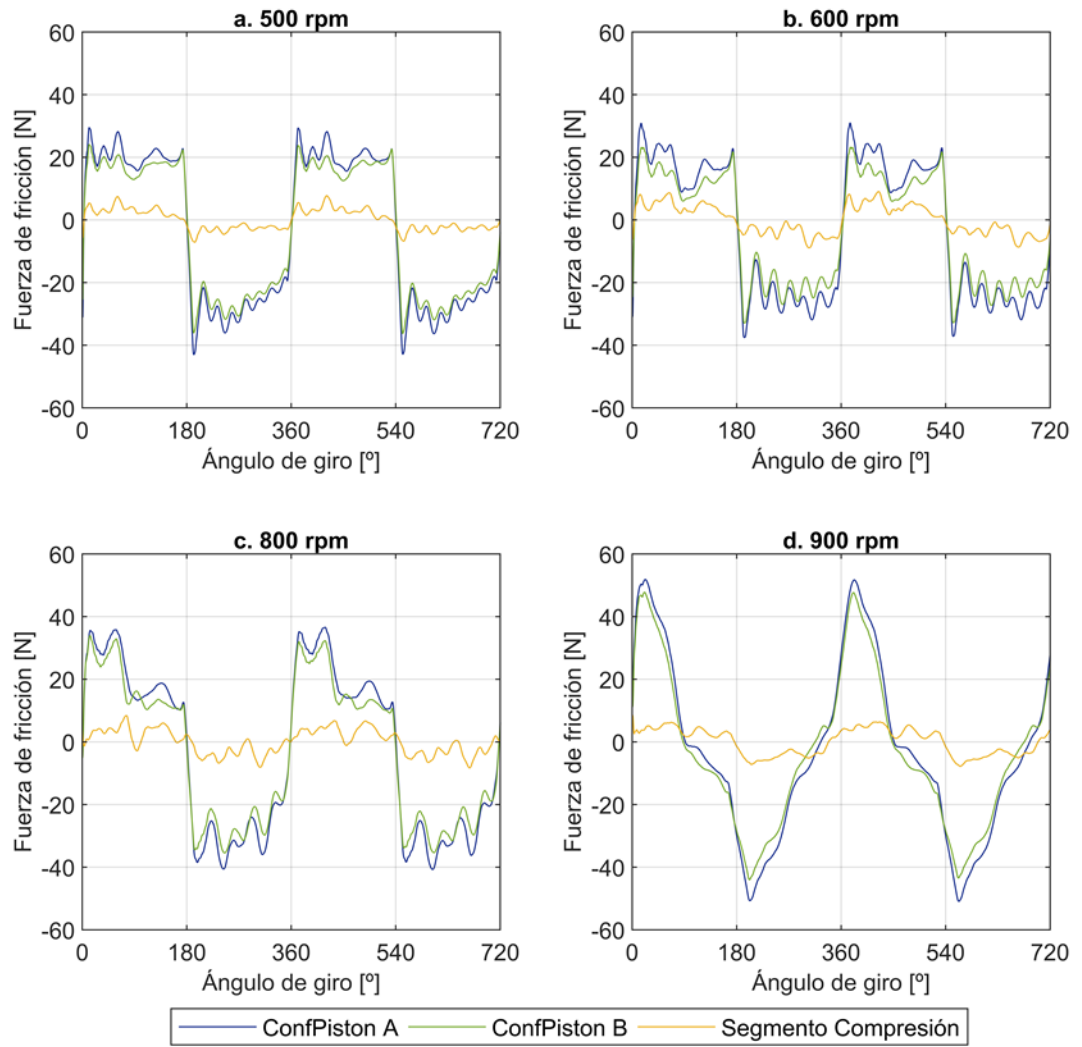 a. 500 rpm
60
40
20
0
-20
-40
-60
Fuerza de fricción [N]
0 180 360 540 720
Ángulo de giro [º]
b. 600 rpm
60
40
20
0
-20
-40
-60
Fuerza de fricción [N]
0 180 360 540 720
Ángulo de giro [º]
c. 800 rpm
60
40
20
0
-20
-40
-60
Fuerza de fricción [N]
0 180 360 540 720
Ángulo de giro [º]
d. 900 rpm
60
40
20
0
-20
-40
-60
Fuerza de fricción [N]
0 180 360 540 720
Ángulo de giro [º]
ConfPiston A ConfPiston B Segmento Compresión